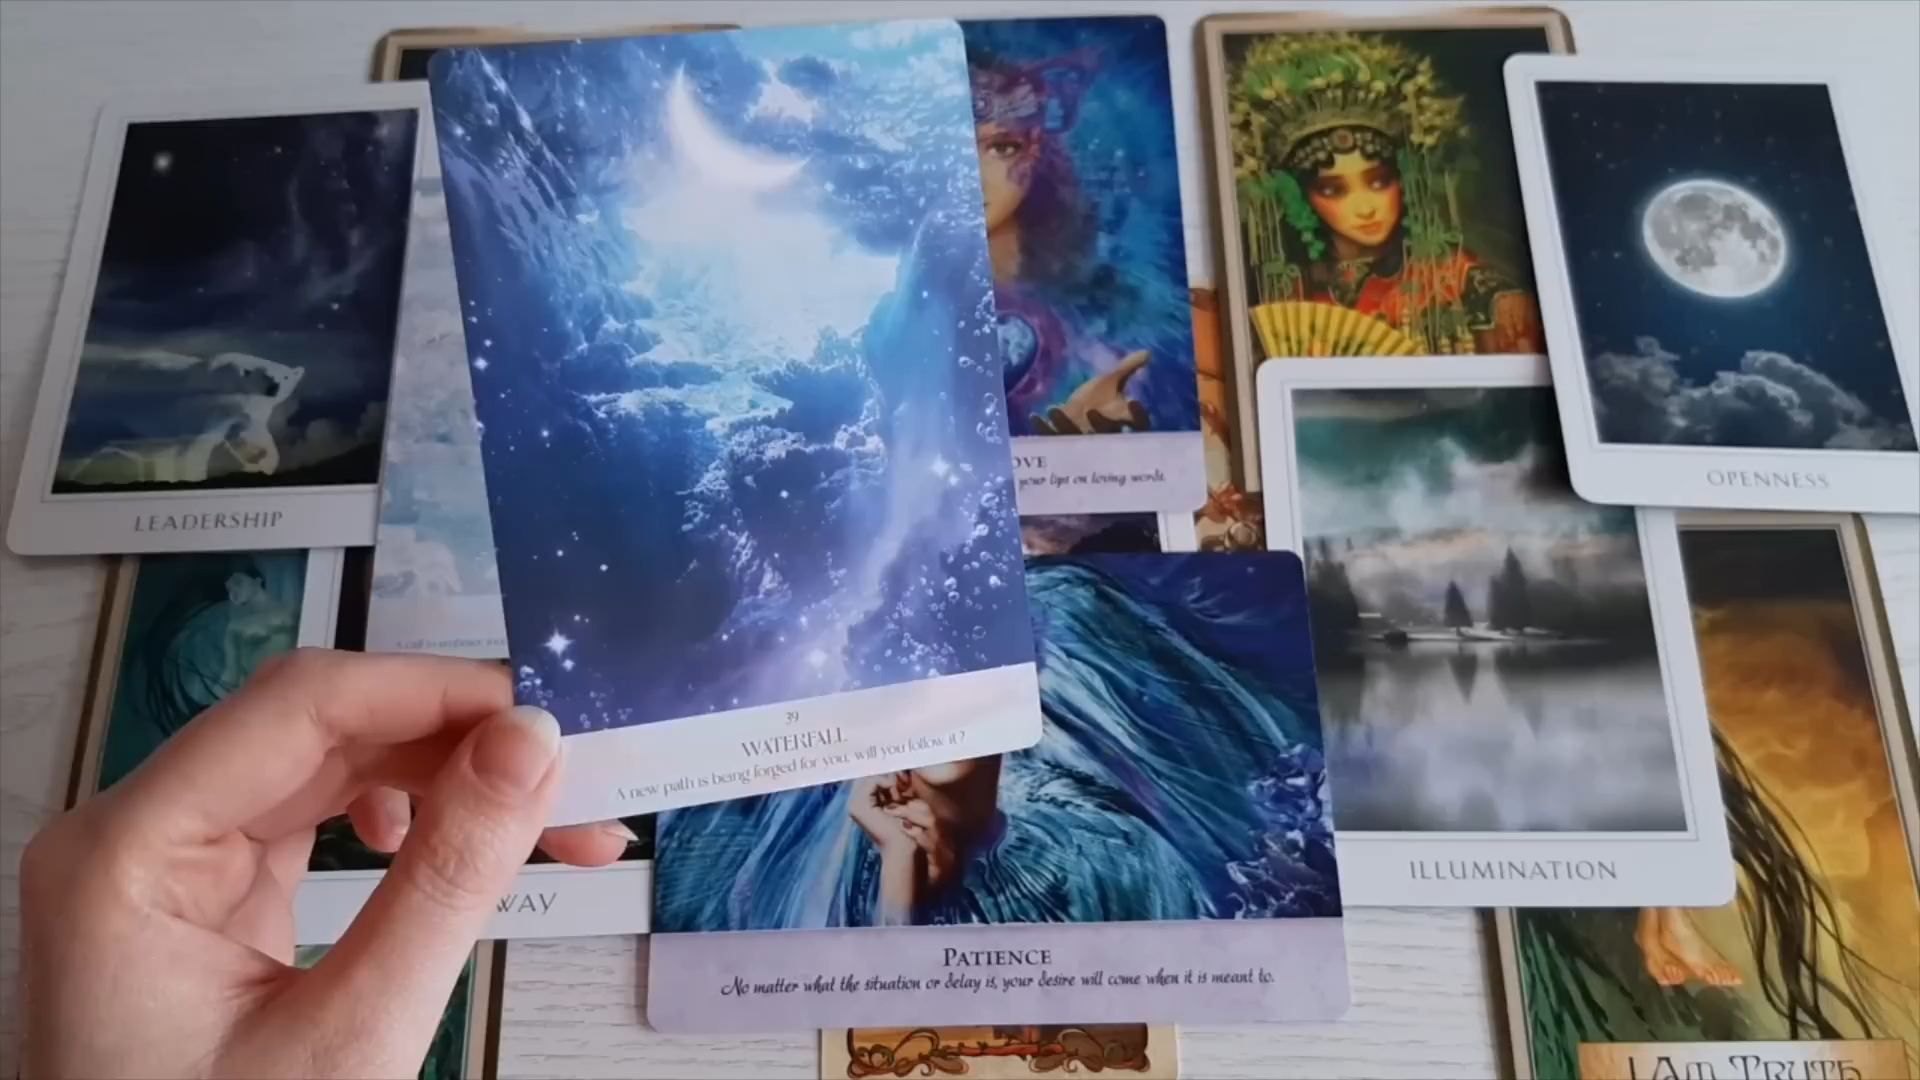 LEADERSHIP
39
WATERFALL
A new path is being forged for you, will you follow it?
OVE
your lips on loving words.
OPENNESS
ILLUMINATION
WAY
PATIENCE
No matter what the situation or delay is, your desire will come when it is meant to.
I AM TRUTH